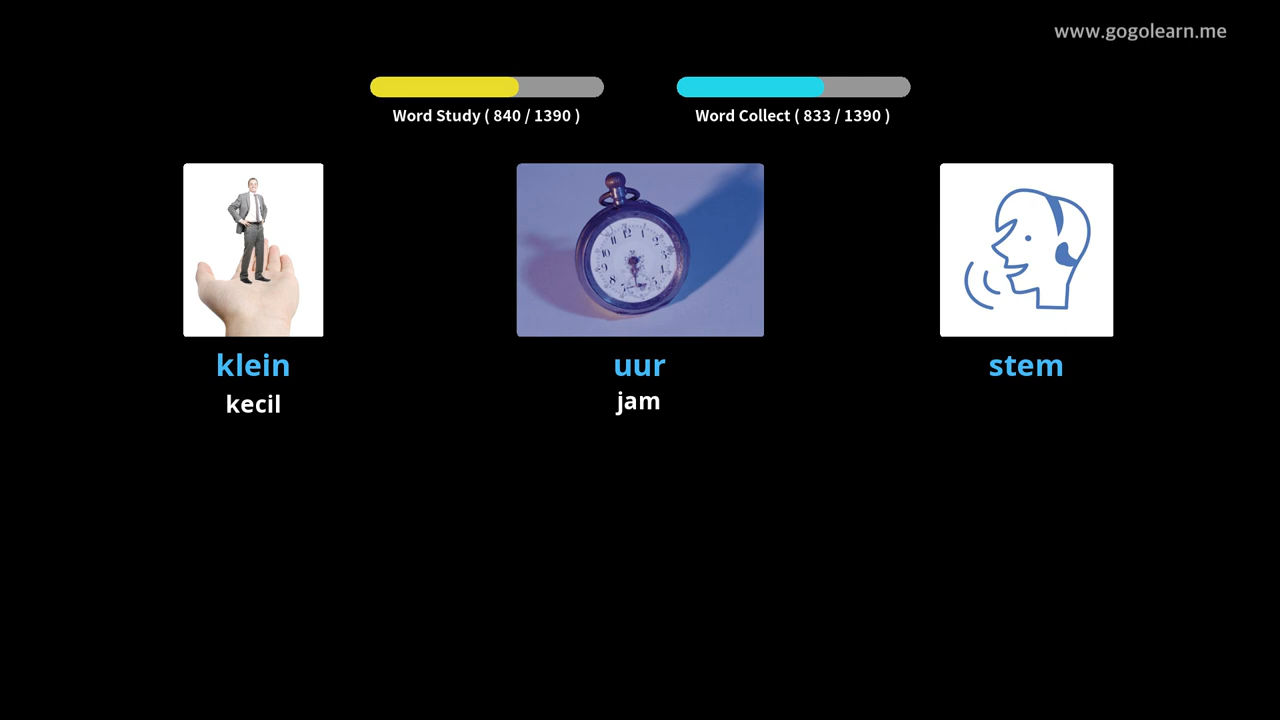 www.gogolearn.me
Word Study ( 840 / 1390 )
Word Collect ( 833 / 1390 )
klein
kecil
uur
jam
stem